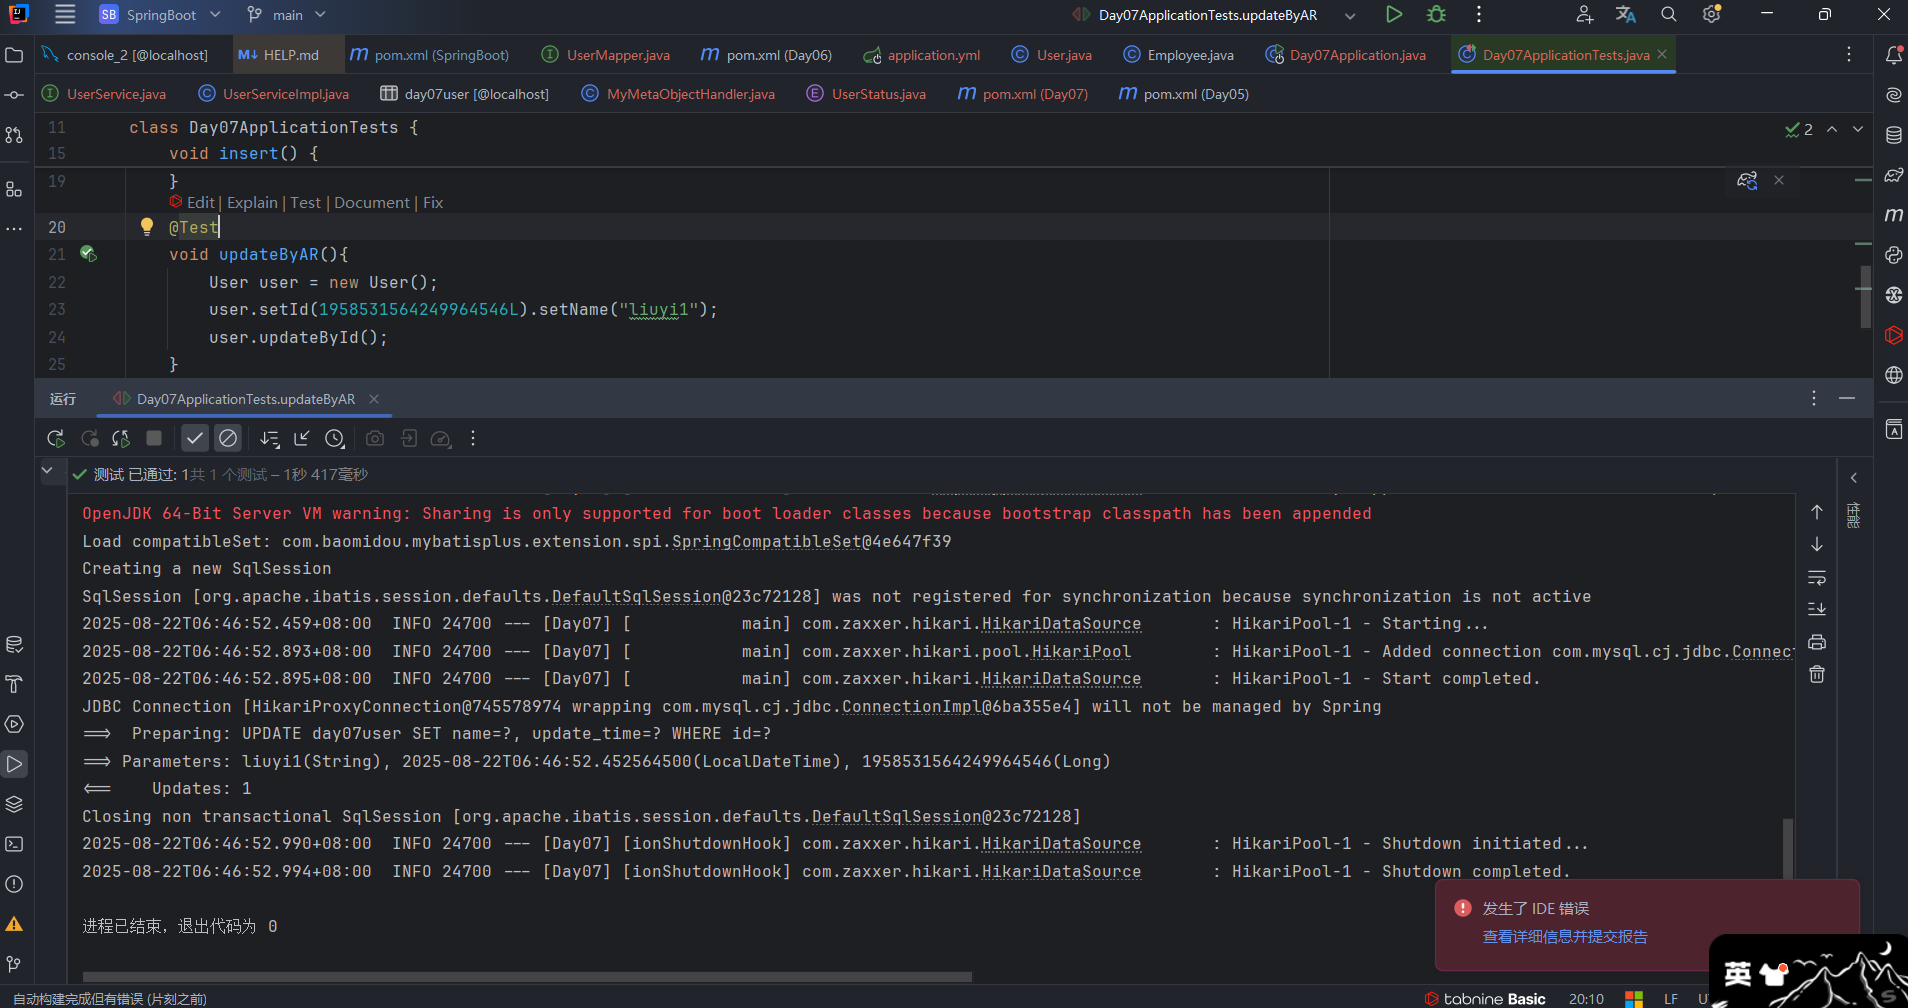 SB SpringBoot main Day07ApplicationTests.updateByAR
console_2 [@localhost] M↓ HELP.md m pom.xml (SpringBoot) I UserMapper.java m pom.xml (Day06) application.yml C User.java C Employee.java Day07Application.java Day07ApplicationTests.java
I UserService.java C UserServiceImpl.java day07user [@localhost] C MyMetaObjectHandler.java E UserStatus.java m pom.xml (Day07) m pom.xml (Day05)
11 class Day07ApplicationTests { 2
15 void insert() {
19 }
Edit | Explain | Test | Document | Fix
20 @Test
21 void updateByAR(){
22 User user = new User();
23 user.setId(1958531564249964546L).setName("liuyi1");
24 user.updateById();
25 }
运行 Day07ApplicationTests.updateByAR
测试 已通过: 1共 1 个测试 – 1秒 417毫秒
性能
OpenJDK 64-Bit Server VM warning: Sharing is only supported for boot loader classes because bootstrap classpath has been appended
Load compatibleSet: com.baomidou.mybatisplus.extension.spi.SpringCompatibleSet@4e647f39
Creating a new SqlSession
SqlSession [org.apache.ibatis.session.defaults.DefaultSqlSession@23c72128] was not registered for synchronization because synchronization is not active
2025-08-22T06:46:52.459+08:00 INFO 24700 --- [Day07] [ main] com.zaxxer.hikari.HikariDataSource : HikariPool-1 - Starting...
2025-08-22T06:46:52.893+08:00 INFO 24700 --- [Day07] [ main] com.zaxxer.hikari.pool.HikariPool : HikariPool-1 - Added connection com.mysql.cj.jdbc.Connec
2025-08-22T06:46:52.895+08:00 INFO 24700 --- [Day07] [ main] com.zaxxer.hikari.HikariDataSource : HikariPool-1 - Start completed.
JDBC Connection [HikariProxyConnection@745578974 wrapping com.mysql.cj.jdbc.ConnectionImpl@6ba355e4] will not be managed by Spring
==> Preparing: UPDATE day07user SET name=?, update_time=? WHERE id=?
==> Parameters: liuyi1(String), 2025-08-22T06:46:52.452564500(LocalDateTime), 1958531564249964546(Long)
<== Updates: 1
Closing non transactional SqlSession [org.apache.ibatis.session.defaults.DefaultSqlSession@23c72128]
2025-08-22T06:46:52.990+08:00 INFO 24700 --- [Day07] [ionShutdownHook] com.zaxxer.hikari.HikariDataSource : HikariPool-1 - Shutdown initiated...
2025-08-22T06:46:52.994+08:00 INFO 24700 --- [Day07] [ionShutdownHook] com.zaxxer.hikari.HikariDataSource : HikariPool-1 - Shutdown completed.
进程已结束，退出代码为 0
发生了 IDE 错误
查看详细信息并提交报告
英
自动构建完成但有错误 (片刻之前) tabnine Basic 20:10 LF